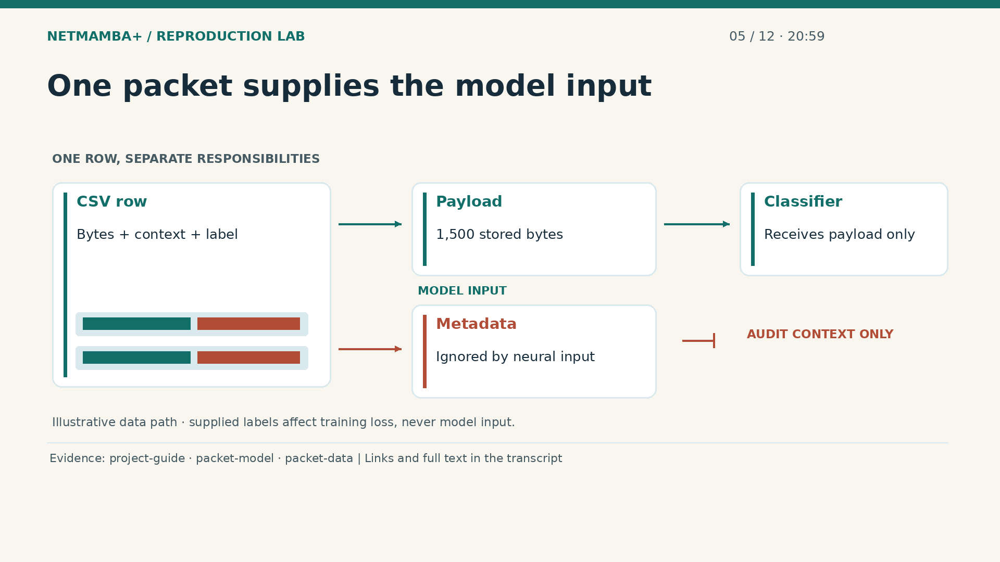 NETMAMBA+ / REPRODUCTION LAB
05 / 12 · 20:59
One packet supplies the model input
ONE ROW, SEPARATE RESPONSIBILITIES
CSV row
Bytes + context + label
Payload
1,500 stored bytes
Classifier
Receives payload only
MODEL INPUT
Metadata
Ignored by neural input
AUDIT CONTEXT ONLY
Illustrative data path · supplied labels affect training loss, never model input.
Evidence: project-guide · packet-model · packet-data | Links and full text in the transcript